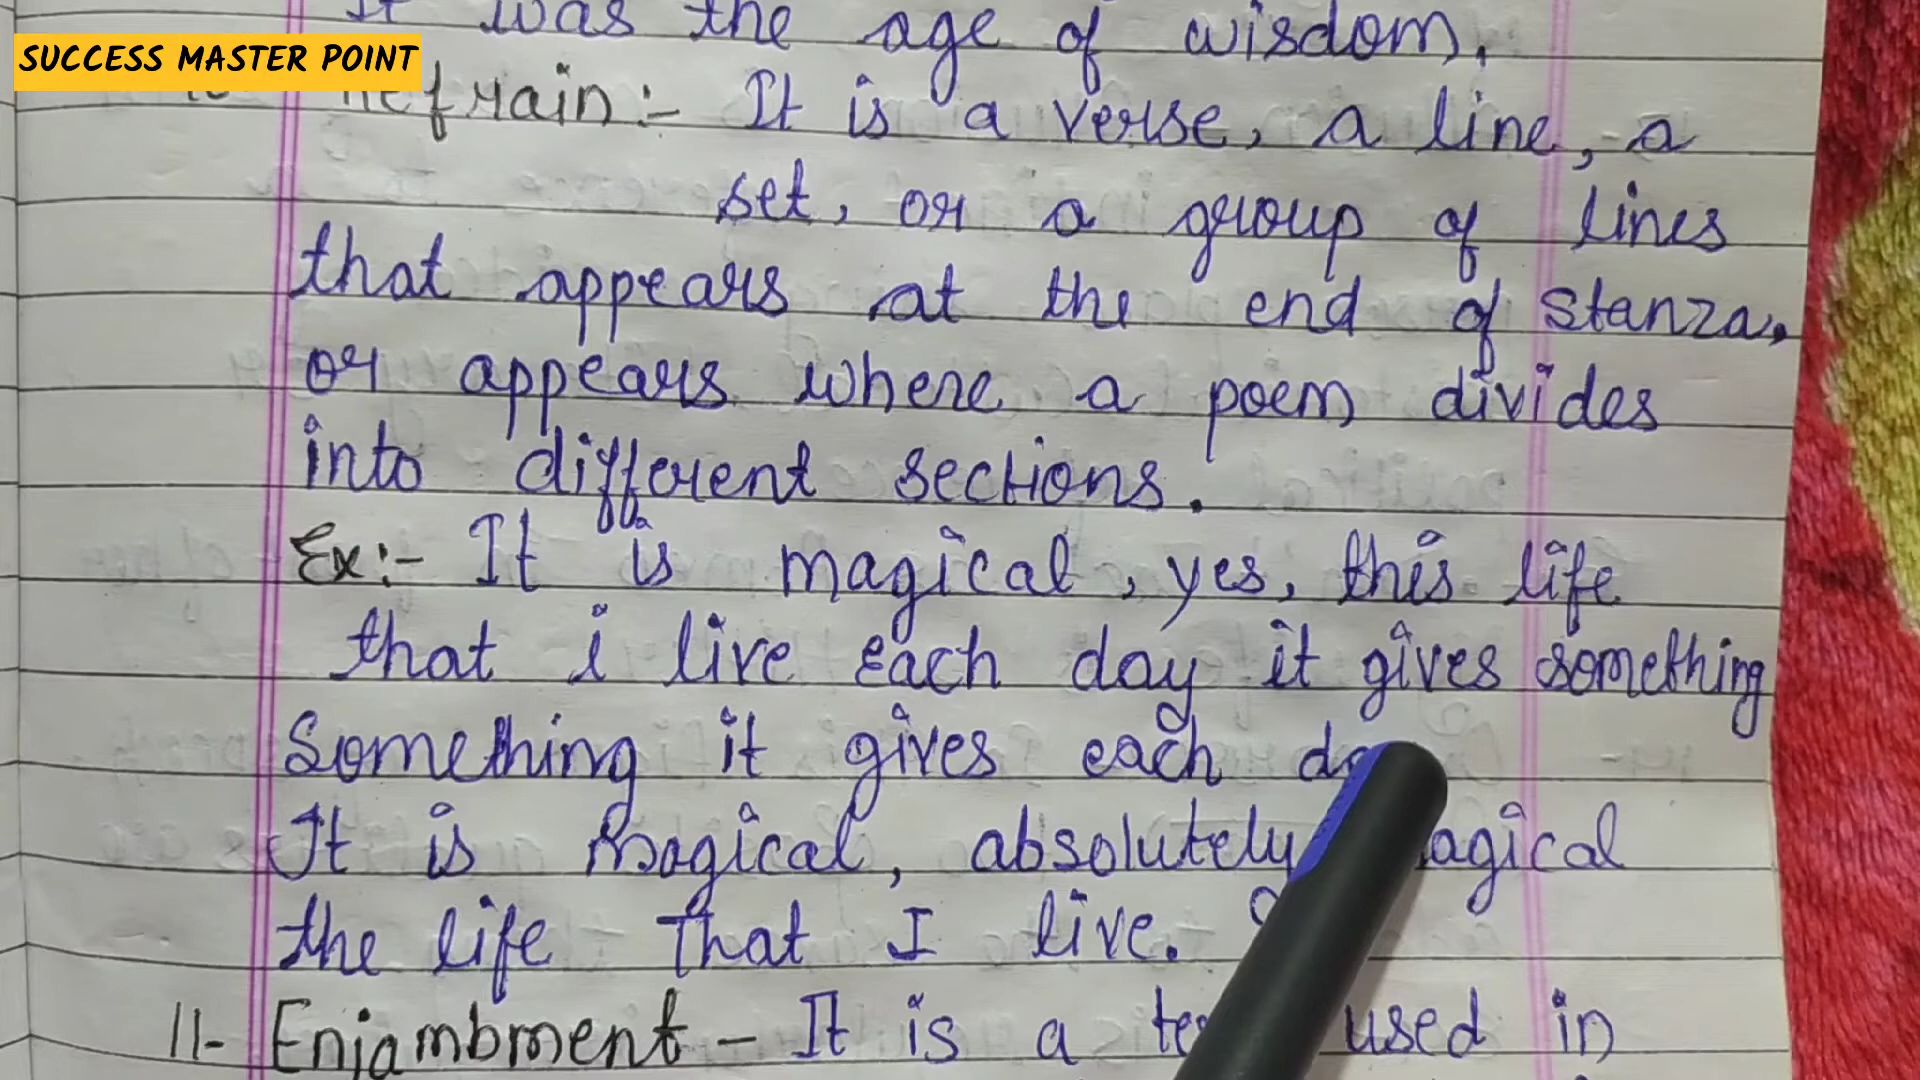 It was the age of wisdom.
SUCCESS MASTER POINT
Refrain:- It is a verse, a line, a
set, or a group of lines
that appears at the end of stanza,
or appears where a poem divides
into different sections.
Ex:- It is magical, yes, this life
that i live each day it gives something
Something it gives each
It is Magical, absolutely
the life that I live.
11- Enjambment - It is a used in